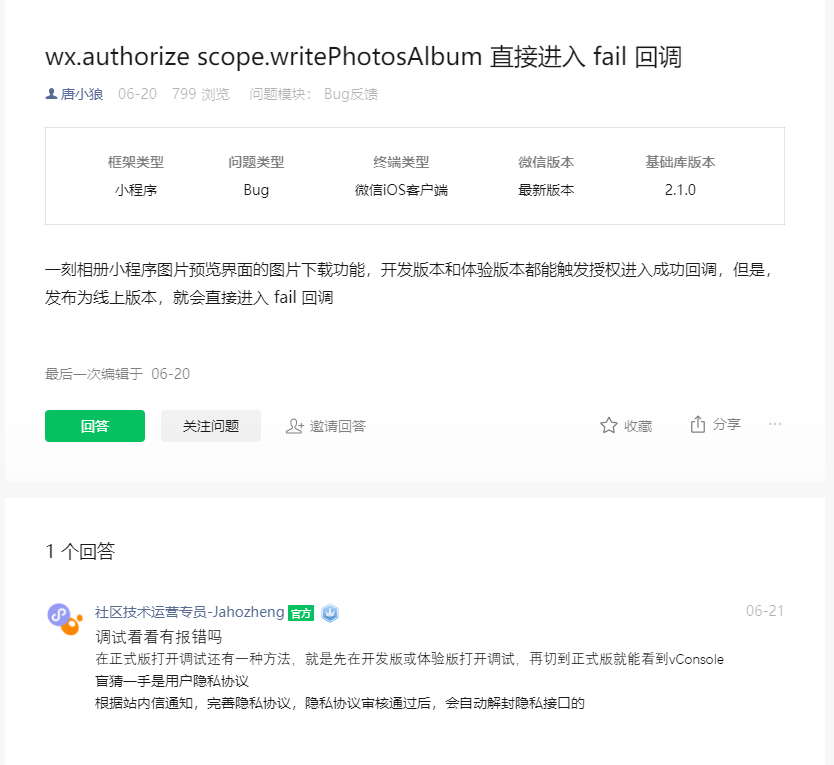 wx.authorize scope.writePhotosAlbum 直接进入 fail 回调
唐小狼 06-20 799 浏览 问题模块： Bug反馈
框架类型 问题类型 终端类型 微信版本 基础库版本
小程序 Bug 微信iOS客户端 最新版本 2.1.0
一刻相册小程序图片预览界面的图片下载功能，开发版本和体验版本都能触发授权进入成功回调，但是，
发布为线上版本，就会直接进入 fail 回调
最后一次编辑于 06-20
回答 关注问题 邀请回答 收藏 分享 ...
1 个回答
社区技术运营专员-Jahozheng 官方 06-21
调试看看有报错吗
在正式版打开调试还有一种方法，就是先在开发版或体验版打开调试，再切到正式版就能看到vConsole
盲猜一手是用户隐私协议
根据站内信通知，完善隐私协议，隐私协议审核通过后，会自动解封隐私接口的